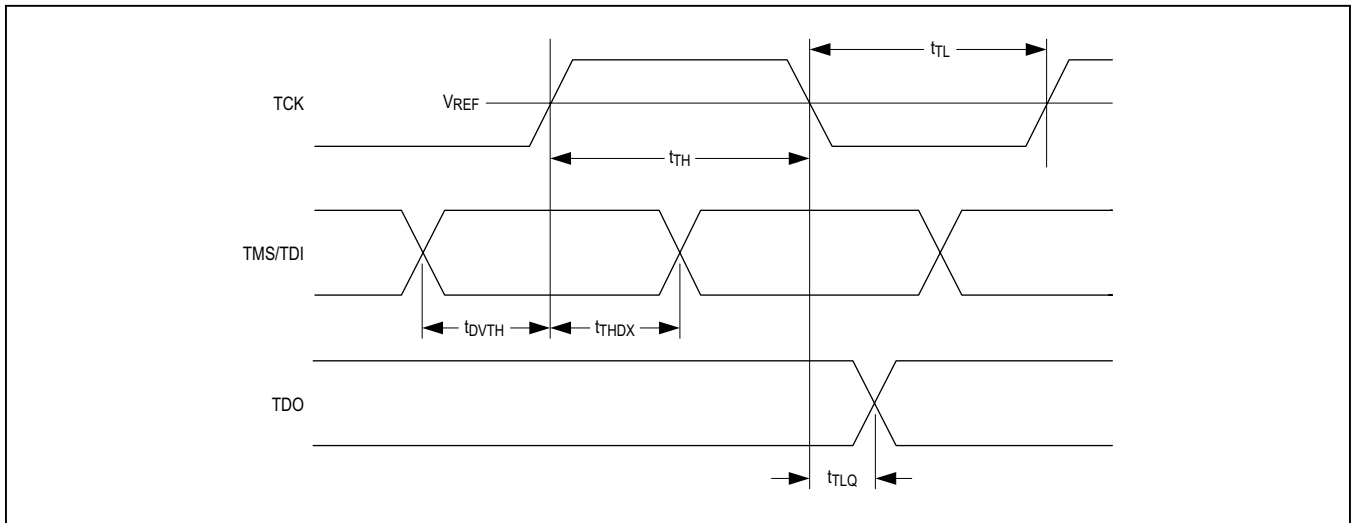 tTL
TCK
VREF
tTH
TMS/TDI
tDVTH
tTHDX
TDO
tTLQ